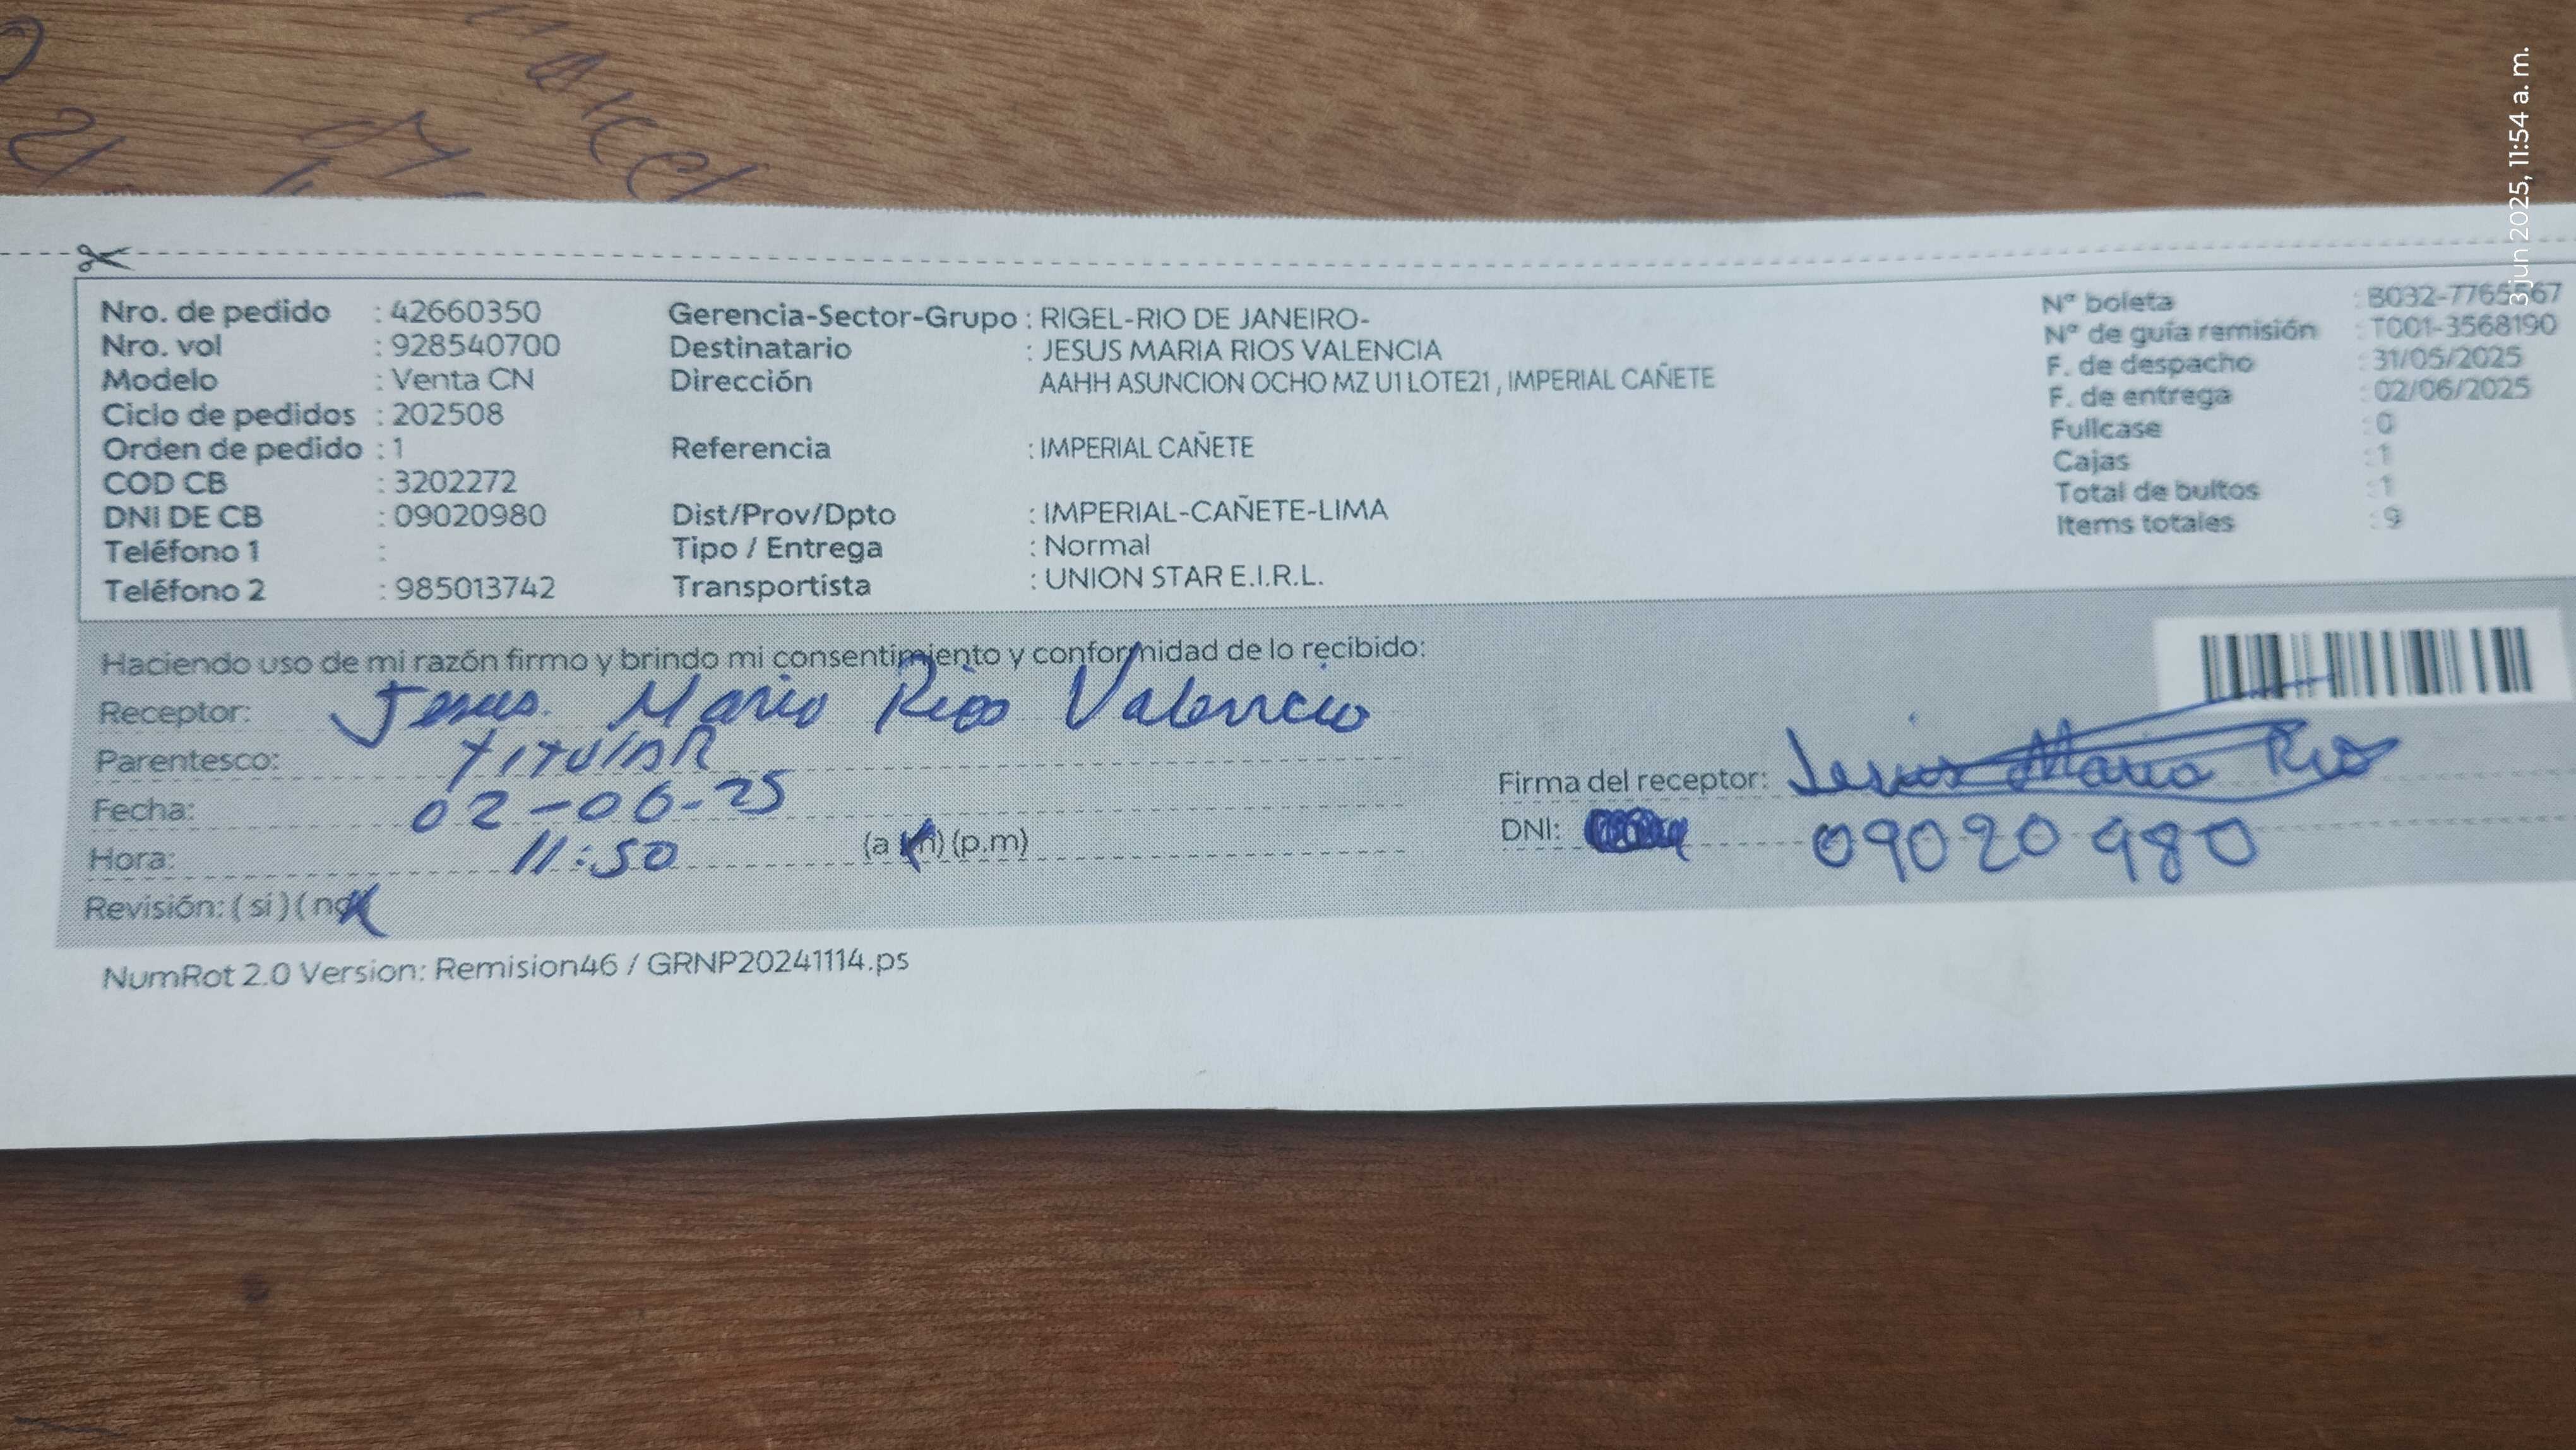 3 jun 2025, 11:54 a. m.
Nro. de pedido : 42660350
Nro. vol : 928540700
Modelo : Venta CN
Ciclo de pedidos : 202508
Orden de pedido : 1
COD CB : 3202272
DNI DE CB : 09020980
Teléfono 1 :
Teléfono 2 : 985013742
Gerencia-Sector-Grupo : RIGEL-RIO DE JANEIRO-
Destinatario : JESUS MARIA RIOS VALENCIA
Dirección AAHH ASUNCION OCHO MZ U1 LOTE21 , IMPERIAL CAÑETE
Referencia : IMPERIAL CAÑETE
Dist/Prov/Dpto : IMPERIAL-CAÑETE-LIMA
Tipo / Entrega : Normal
Transportista : UNION STAR E.I.R.L.
Nº boleta :
Nº de guía remisión : T001-3568190
F. de despacho : 31/05/2025
F. de entrega : 02/06/2025
Fullcase : 0
Cajas : 1
Total de bultos : 1
Items totales : 9
Haciendo uso de mi razón firmo y brindo mi consentimiento y conformidad de lo recibido:
Receptor: Jesus Maria Rios Valencia
Parentesco: TITULAR
Fecha: 02-06-25
Hora: 11:50 (a.m) (p.m)
Revisión: ( si ) ( no )
Firma del receptor: Jesus Maria Rios
DNI: 09020980
NumRot 2.0 Version: Remision46 / GRNP20241114.ps